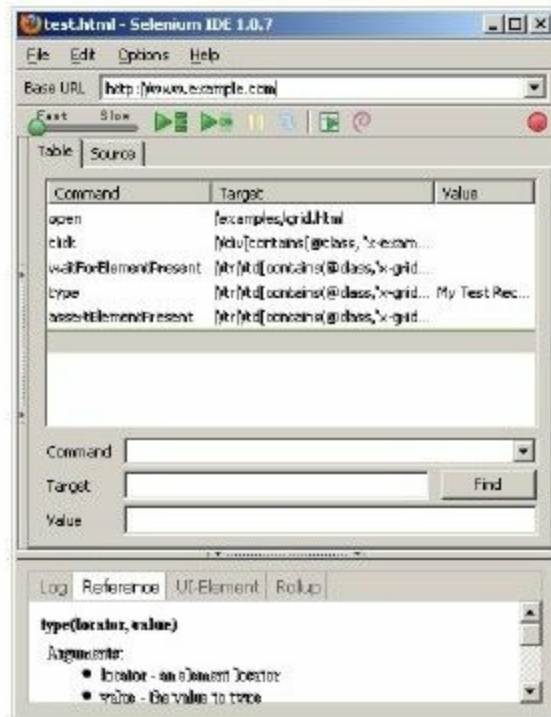 test.html - Selenium IDE 1.0.7
File Edit Options Help
Base URL http://www.example.com
Fast Slow
Table Source
Command Target Value
open /examples/grid.html
click //div[contains(@class, "x-exam...
waitForElementPresent //tr//td[contains(@class,"x-grid...
type //tr//td[contains(@class,"x-grid... My Test Rec...
assertElementPresent //tr//td[contains(@class,"x-grid...
Command
Target Find
Value
Log Reference UI-Element Rollup
type(locator, value)
Arguments:
• locator - an element locator
• value - the value to type